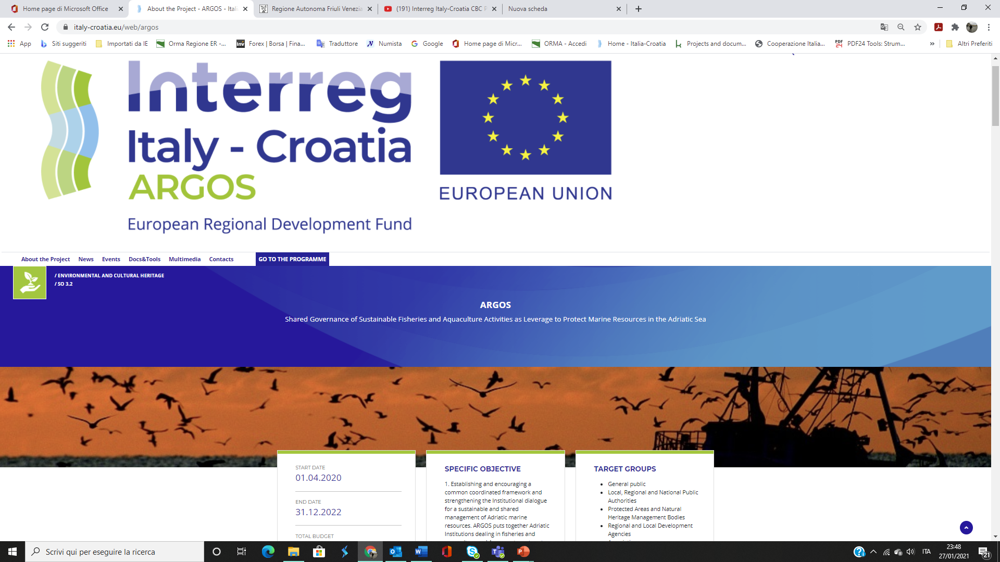 Home page di Microsoft Office
About the Project - ARGOS - Itali
Regione Autonoma Friuli Venezia
(191) Interreg Italy-Croatia CBC P
Nuova scheda
italy-croatia.eu/web/argos
App
Siti suggeriti
Importati da IE
Orma Regione ER -...
Inv
Forex | Borsa | Fina...
Traduttore
Numista
Google
Home page di Micr...
ORMA - Accedi
Home - Italia-Croatia
Projects and docum...
Cooperazione Italia...
PDF24 Tools: Strum...
»
Altri Preferiti
Interreg
Italy - Croatia
ARGOS
European Regional Development Fund
EUROPEAN UNION
About the Project
News
Events
Docs&Tools
Multimedia
Contacts
GO TO THE PROGRAMME
/ ENVIRONMENTAL AND CULTURAL HERITAGE
/ SO 3.2
ARGOS
Shared Governance of Sustainable Fisheries and Aquaculture Activities as Leverage to Protect Marine Resources in the Adriatic Sea
START DATE
01.04.2020
END DATE
31.12.2022
TOTAL BUDGET
SPECIFIC OBJECTIVE
1. Establishing and encouraging a
common coordinated framework and
strengthening the Institutional dialogue
for a sustainable and shared
management of Adriatic marine
resources. ARGOS puts together Adriatic
Institutions dealing in fisheries and
TARGET GROUPS
• General public
• Local, Regional and National Public
Authorities
• Protected Areas and Natural
Heritage Management Bodies
• Regional and Local Development
Agencies
Scrivi qui per eseguire la ricerca
ITA
23:48
27/01/2021
21